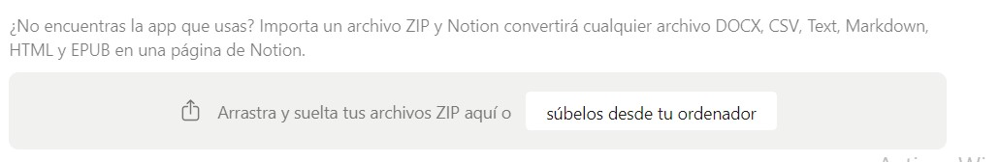 ¿No encuentras la app que usas? Importa un archivo ZIP y Notion convertirá cualquier archivo DOCX, CSV, Text, Markdown,
HTML y EPUB en una página de Notion.
Arrastra y suelta tus archivos ZIP aquí o súbelos desde tu ordenador